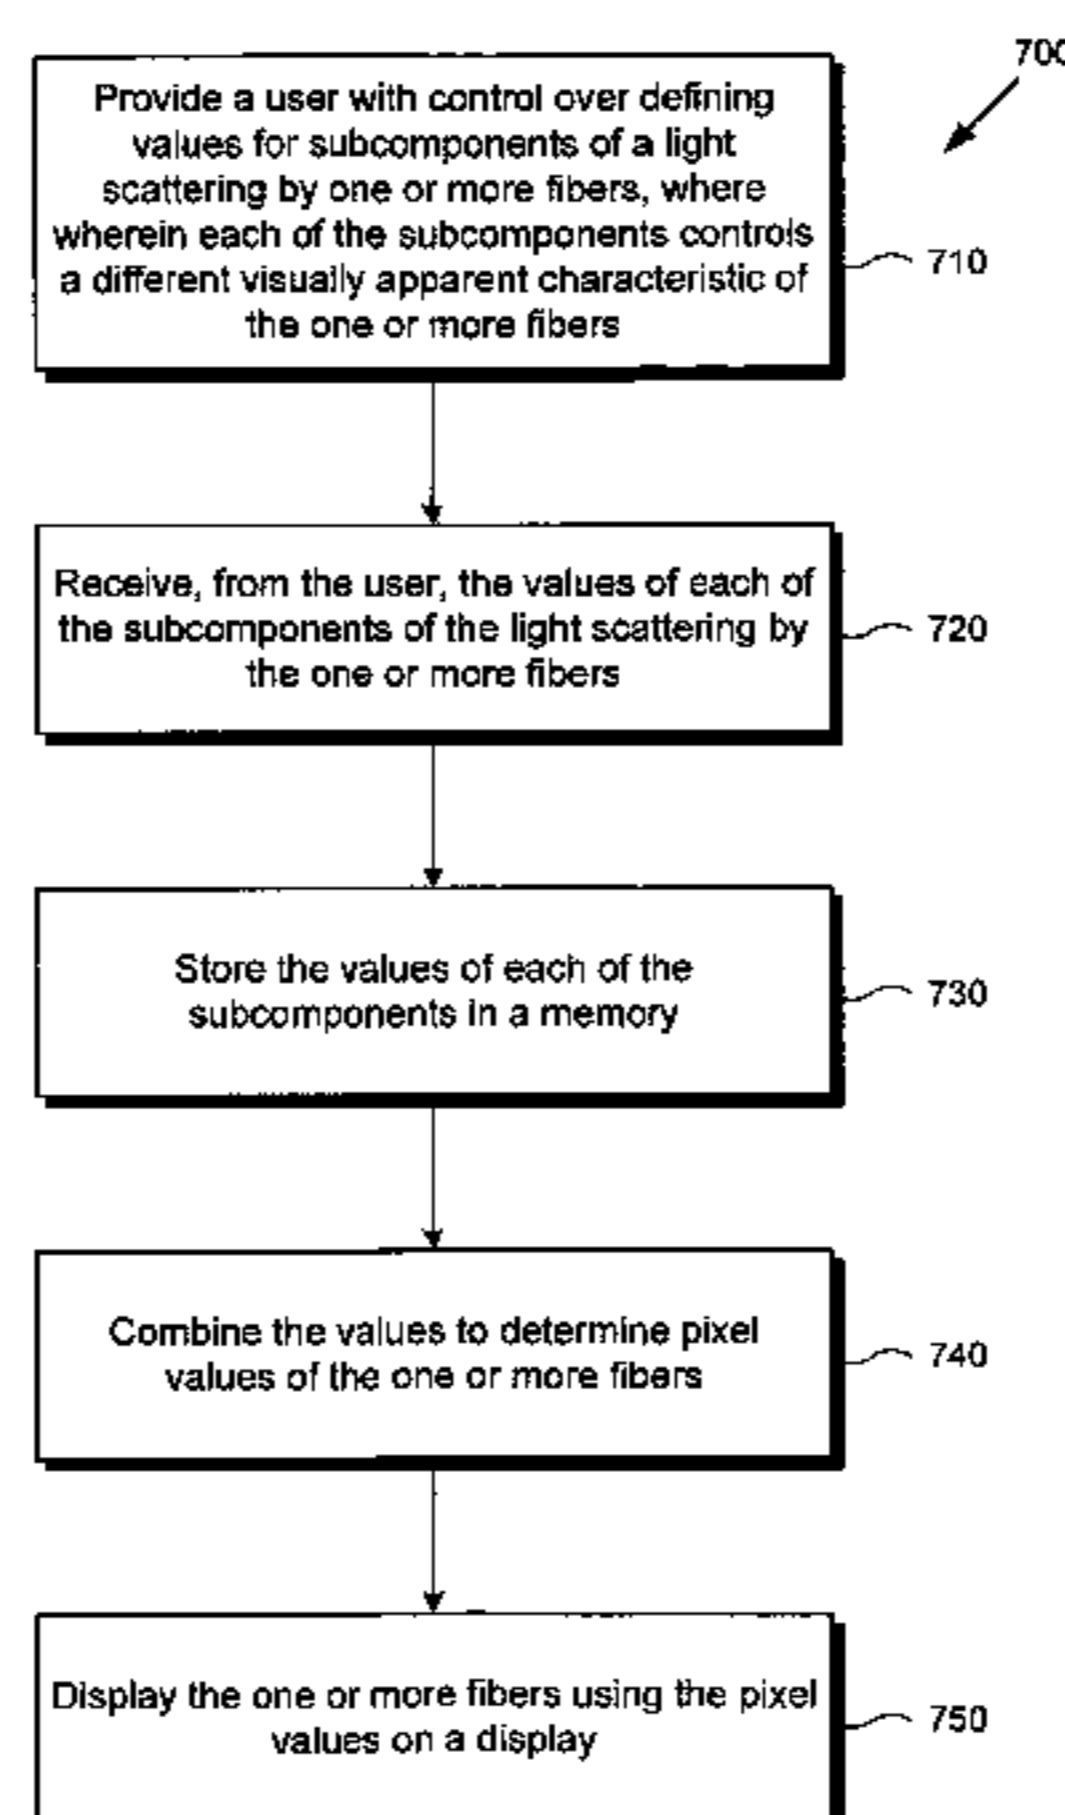 700
Provide a user with control over defining
values for subcomponents of a light
scattering by one or more fibers, where
wherein each of the subcomponents controls
a different visually apparent characteristic of
the one or more fibers
710
Receive, from the user, the values of each of
the subcomponents of the light scattering by
the one or more fibers
720
Store the values of each of the
subcomponents in a memory
730
Combine the values to determine pixel
values of the one or more fibers
740
Display the one or more fibers using the pixel
values on a display
750